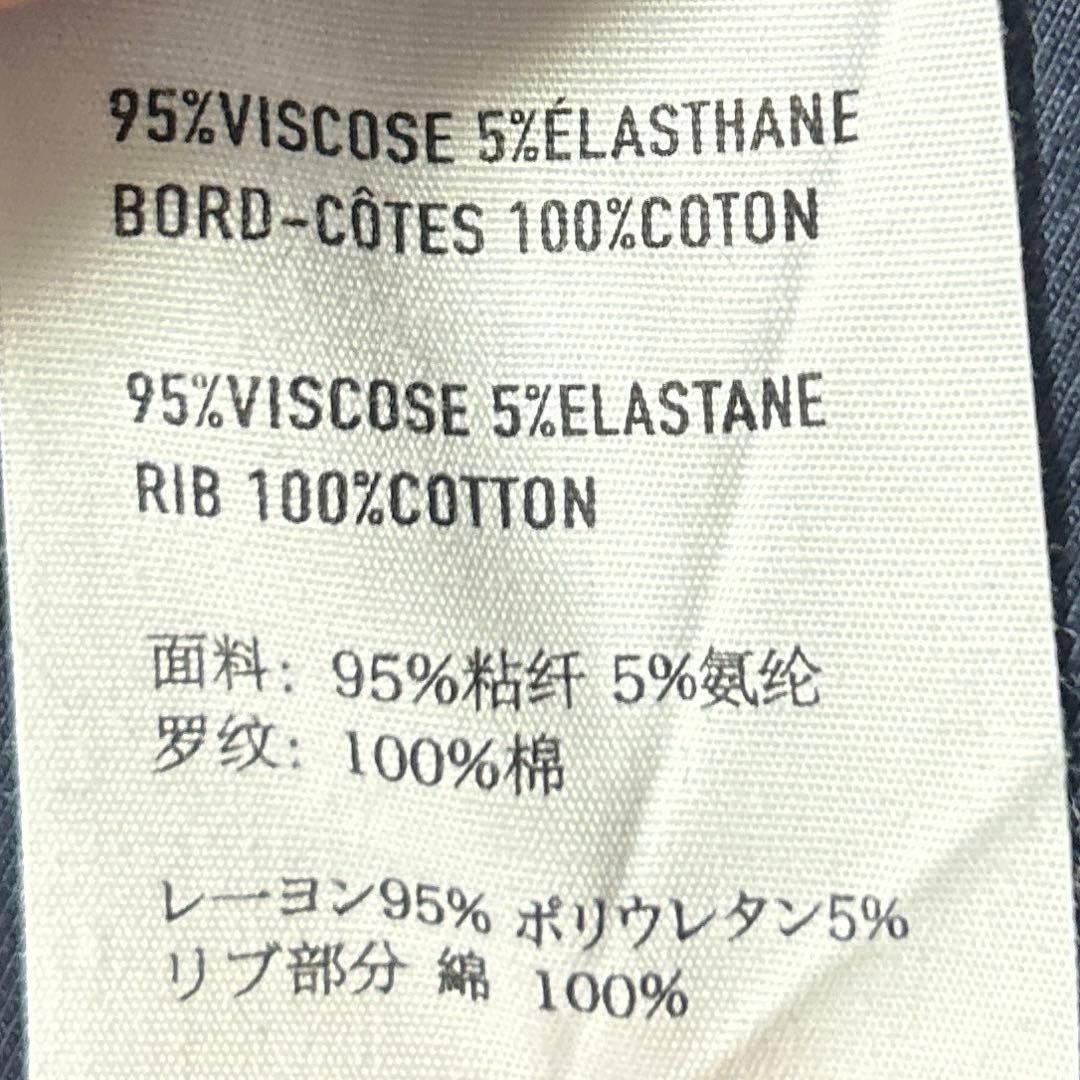 95%VISCOSE 5%ÉLASTHANE
BORD-CÔTES 100%COTON
95%VISCOSE 5%ELASTANE
RIB 100%COTTON
面料: 95%粘纤 5%氨纶
罗纹: 100%棉
レーヨン95% ポリウレタン5%
リブ部分 綿 100%